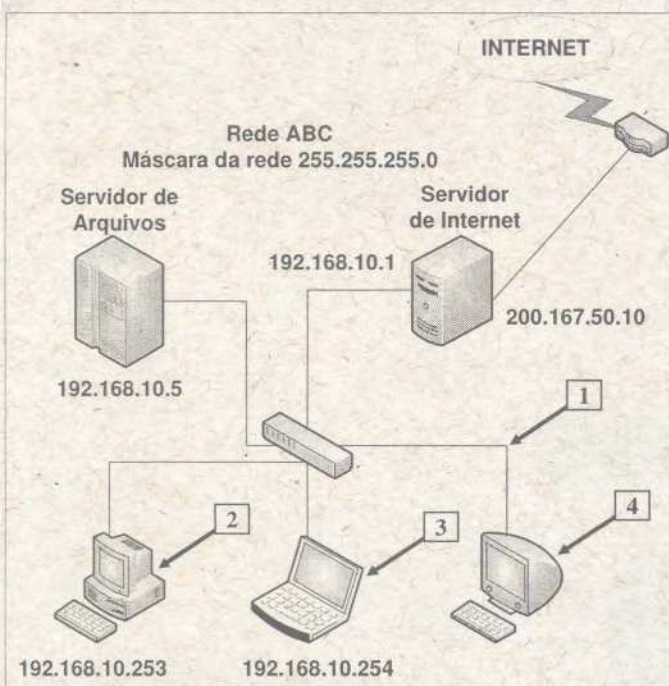 INTERNET
Rede ABC
Máscara da rede 255.255.255.0
Servidor de
Arquivos
Servidor
de Internet
192.168.10.1
200.167.50.10
192.168.10.5
1
2
3
4
192.168.10.253
192.168.10.254